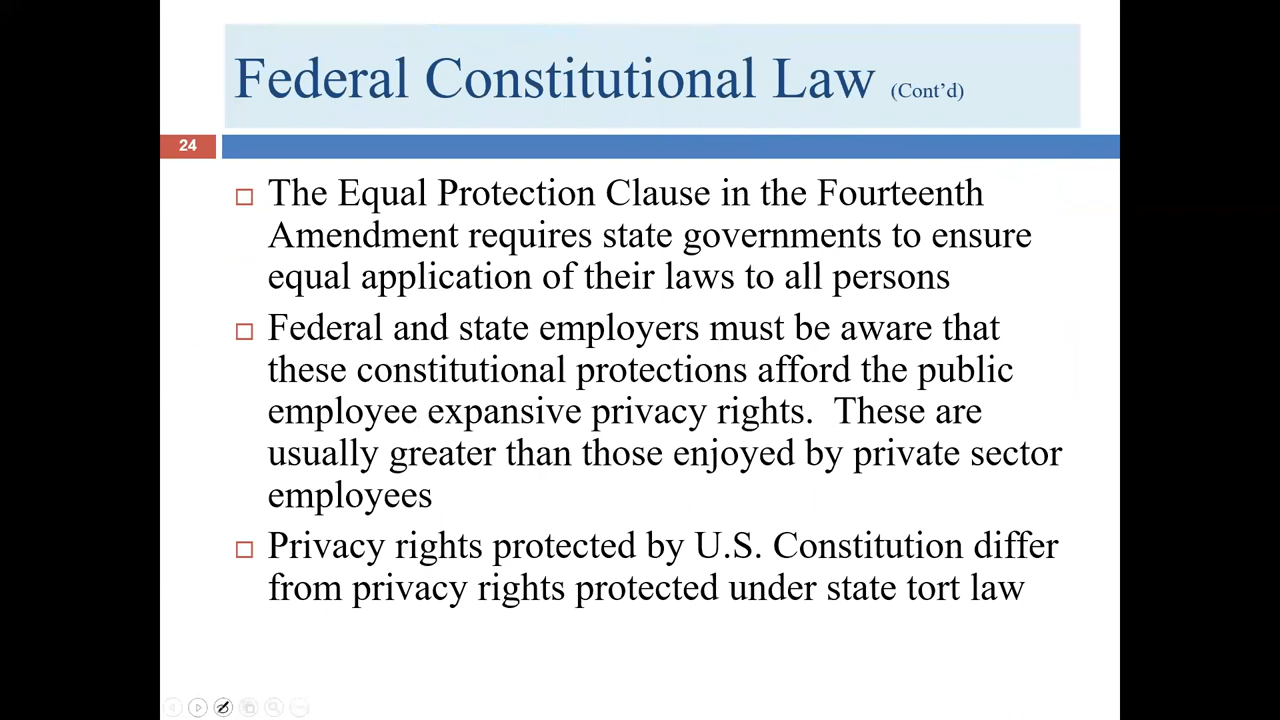 Federal Constitutional Law (Cont’d)
24
The Equal Protection Clause in the Fourteenth
Amendment requires state governments to ensure
equal application of their laws to all persons
Federal and state employers must be aware that
these constitutional protections afford the public
employee expansive privacy rights.  These are
usually greater than those enjoyed by private sector
employees
Privacy rights protected by U.S. Constitution differ
from privacy rights protected under state tort law